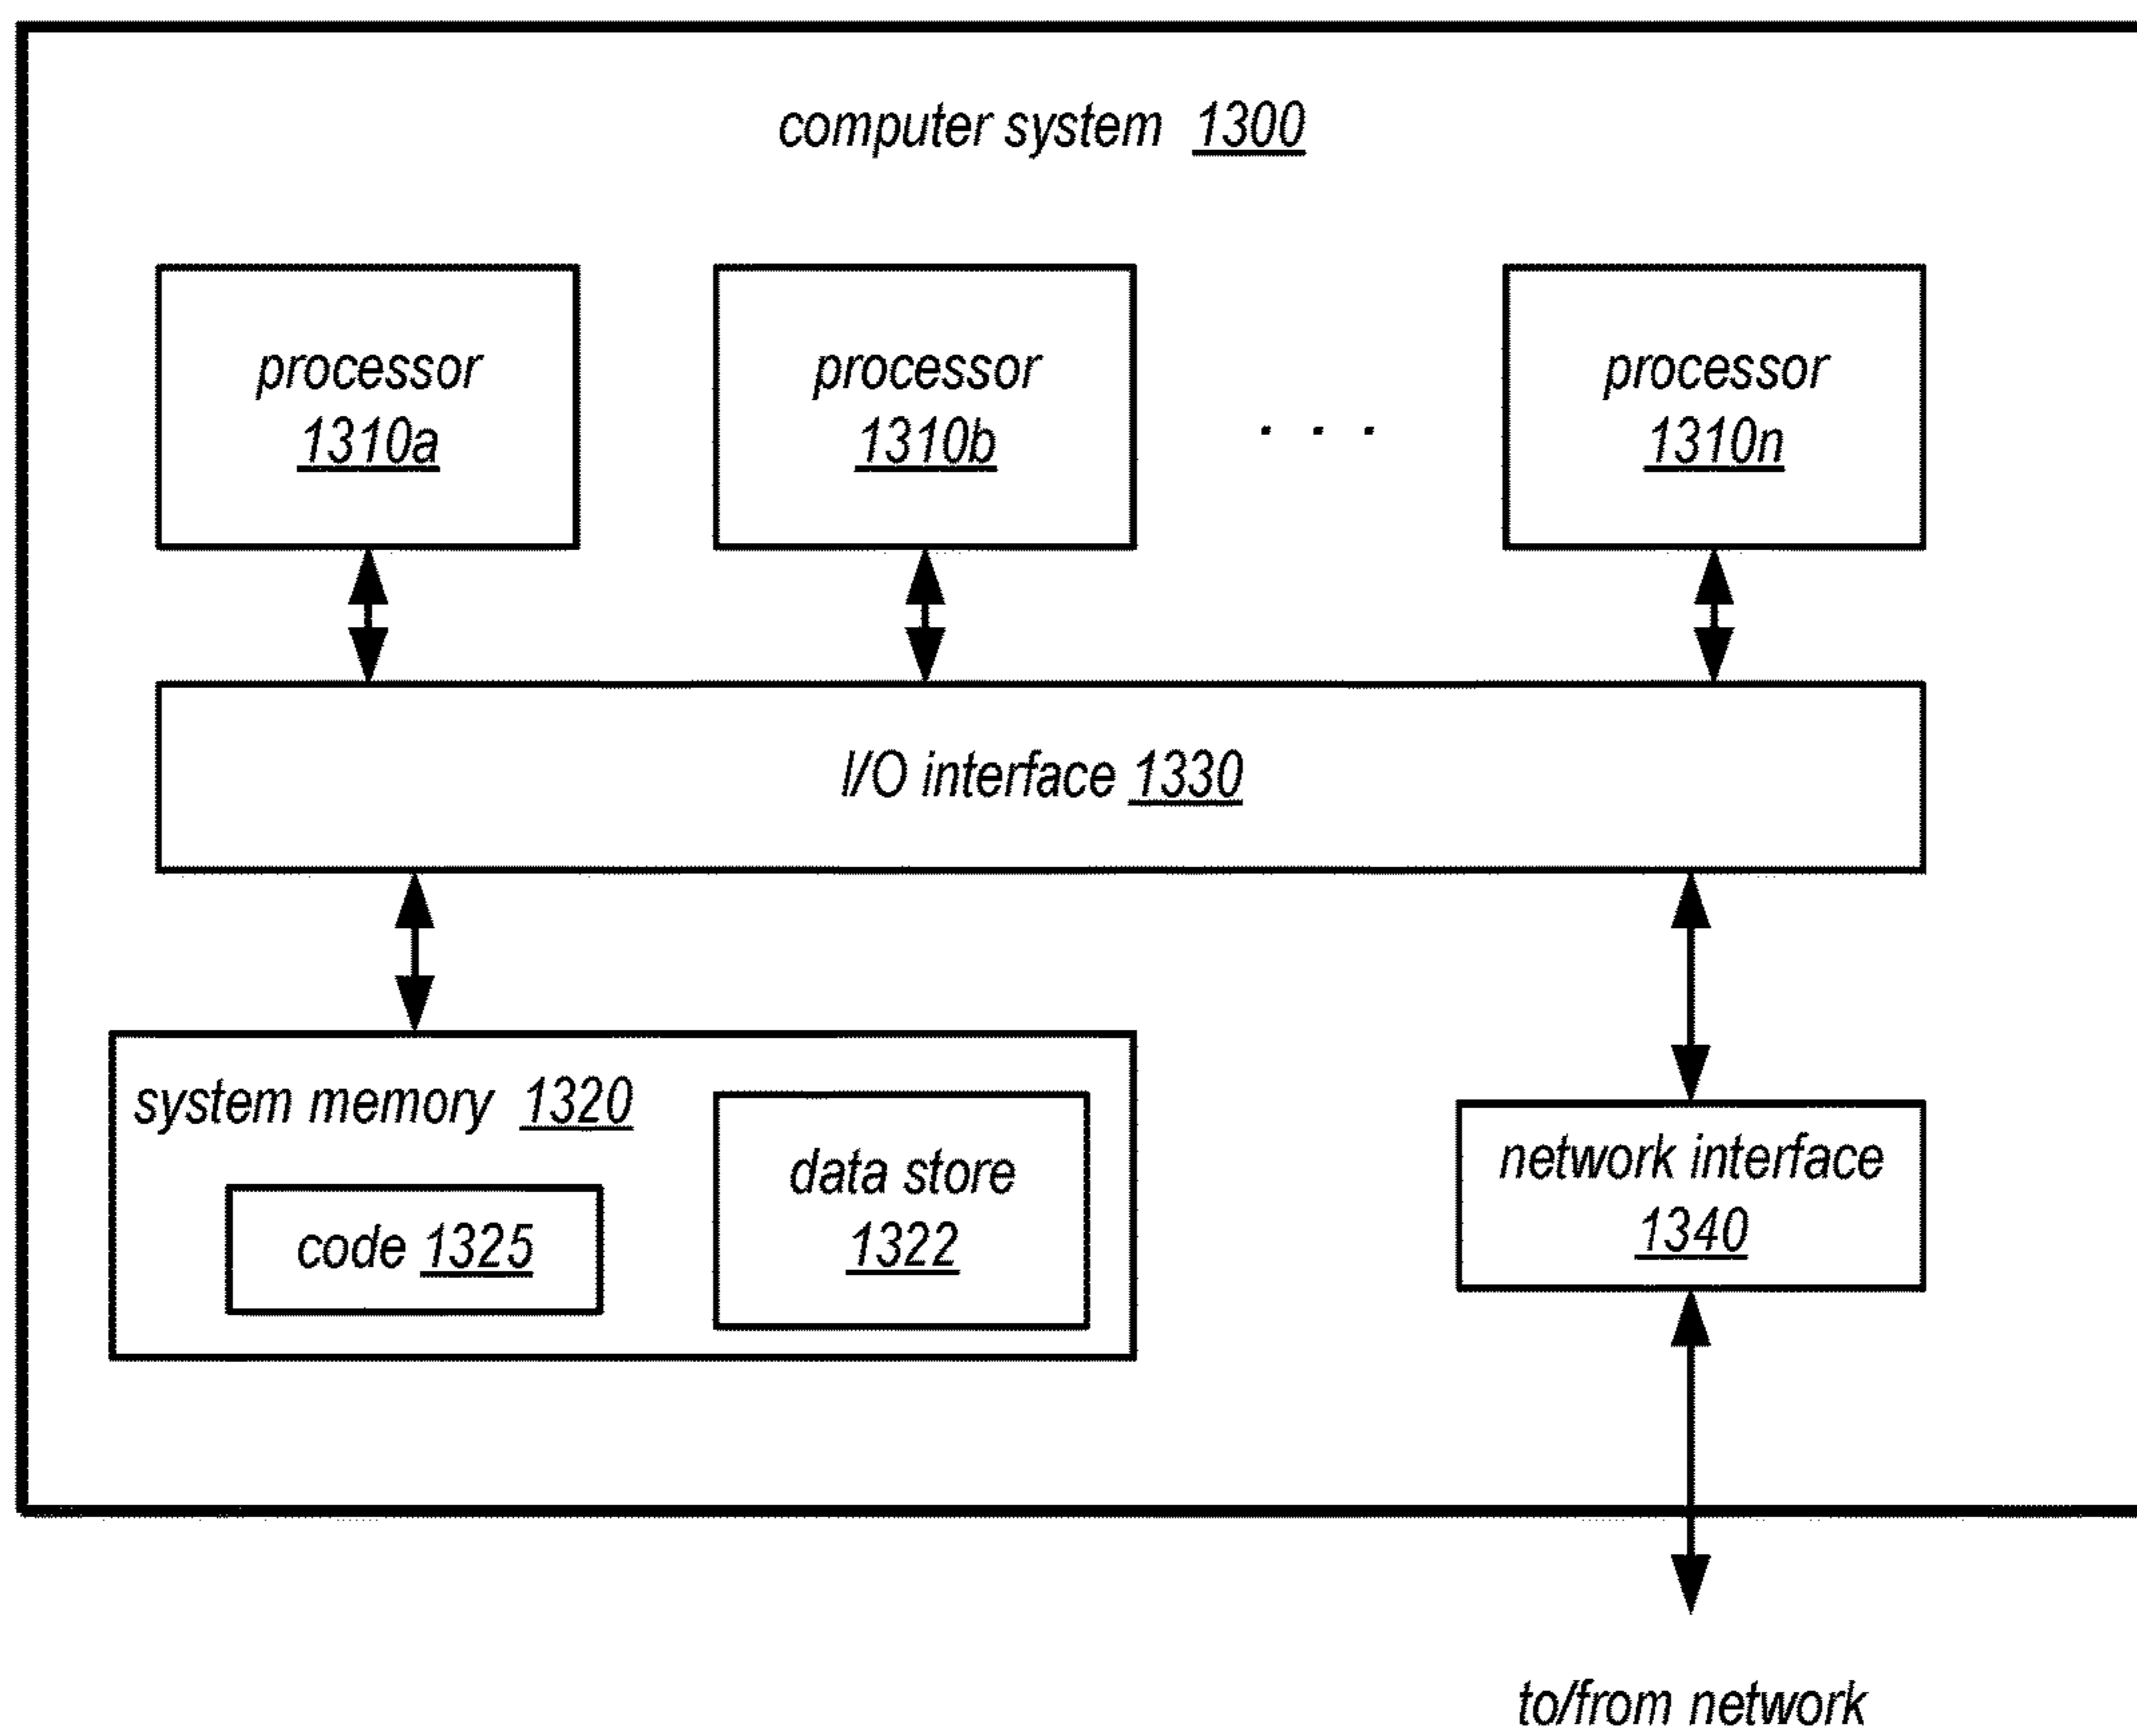 computer system 1300
processor
1310a
processor
1310b
. . .
processor
1310n
I/O interface 1330
system memory 1320
code 1325
data store
1322
network interface
1340
to/from network